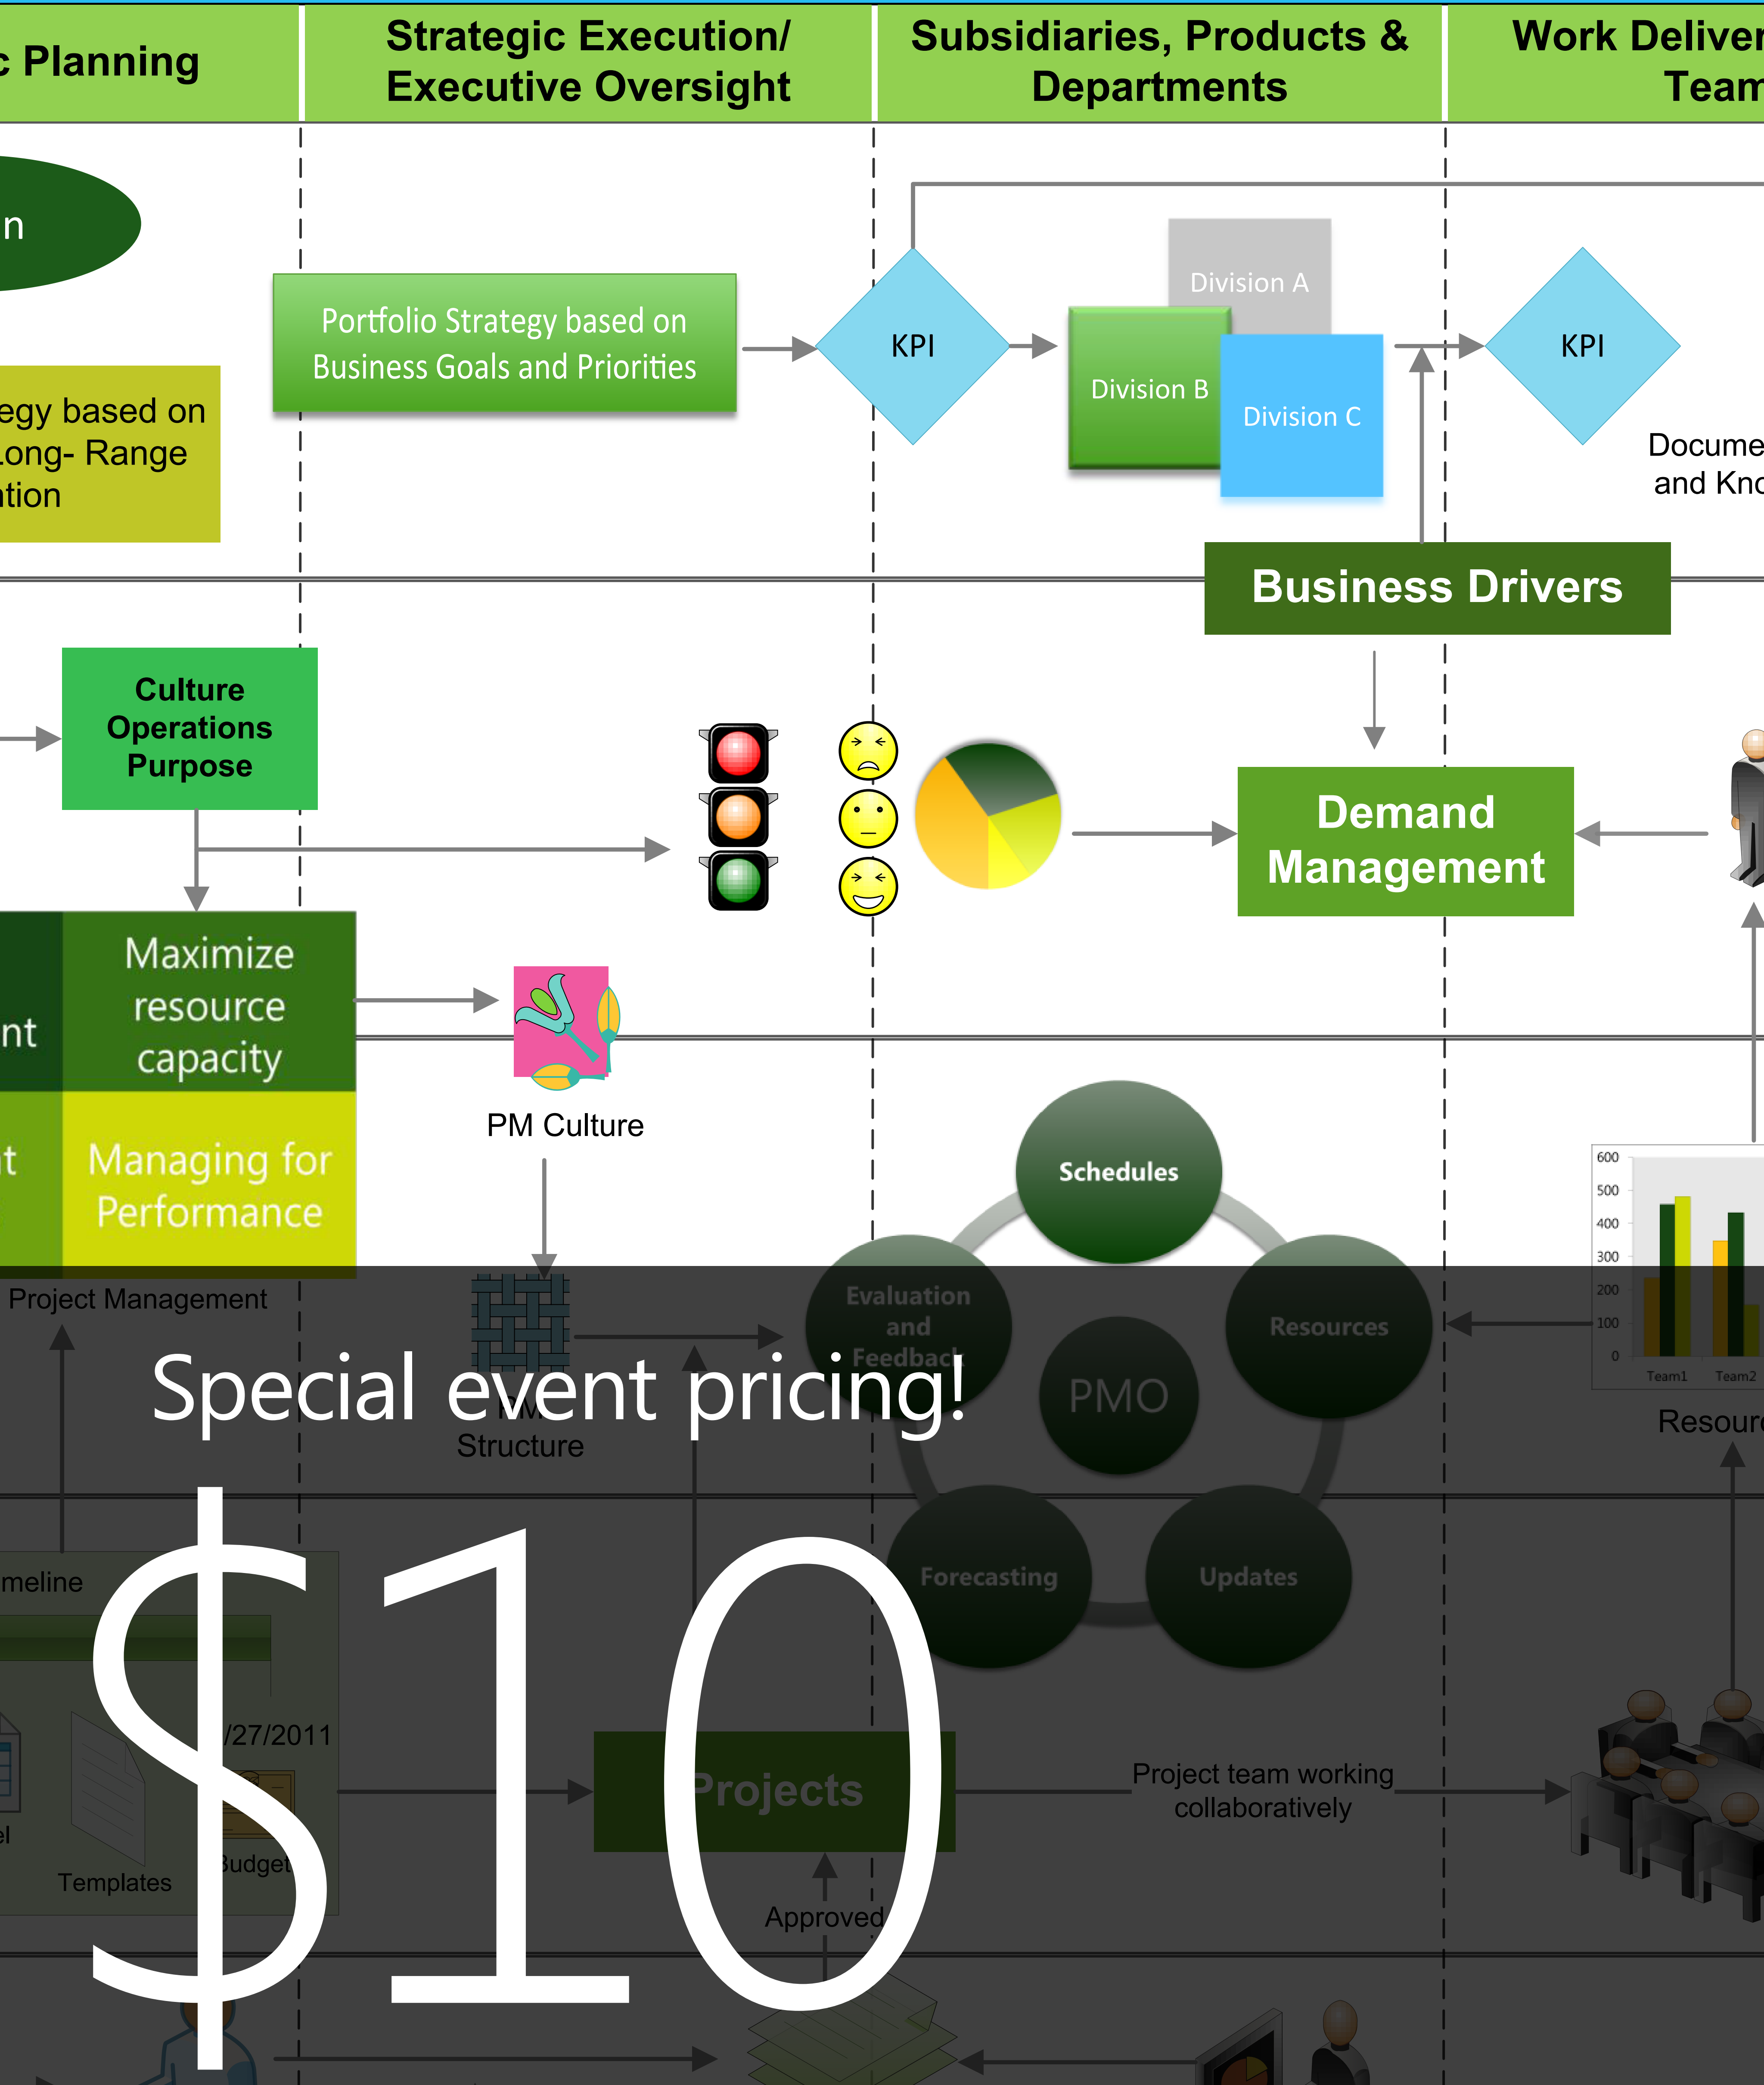 c Planning
Strategic Execution/
Executive Oversight
Subsidiaries, Products &
Departments
Work Deliver
Team
n
Portfolio Strategy based on
Business Goals and Priorities
KPI
Division A
Division B
Division C
KPI
egy based on
Long- Range
ntion
Docume
and Kno
Business Drivers
Culture
Operations
Purpose
Demand
Management
nt
Maximize
resource
capacity
PM Culture
t
Managing for
Performance
Schedules
600
500
400
300
200
100
0
Team1
Team2
Project Management
Evaluation
and
Feedback
Resources
PMO
Special event pricing!
PM
Structure
Resourc
$10
Forecasting
Updates
meline
/27/2011
Projects
Project team working
collaboratively
el
Templates
Budget
Approved